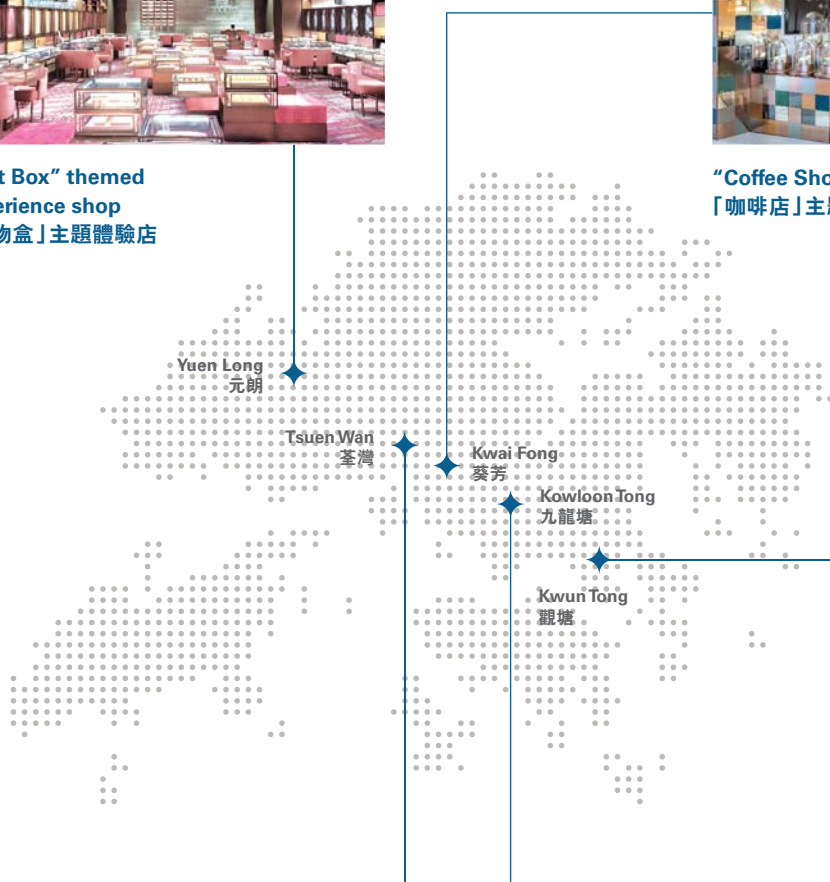 t Box” themed
erience shop
物盒」主題體驗店
“Coffee Sho
「咖啡店」主
Yuen Long
元朗
Tsuen Wan
荃灣
Kwai Fong
葵芳
Kowloon Tong
九龍塘
Kwun Tong
觀塘